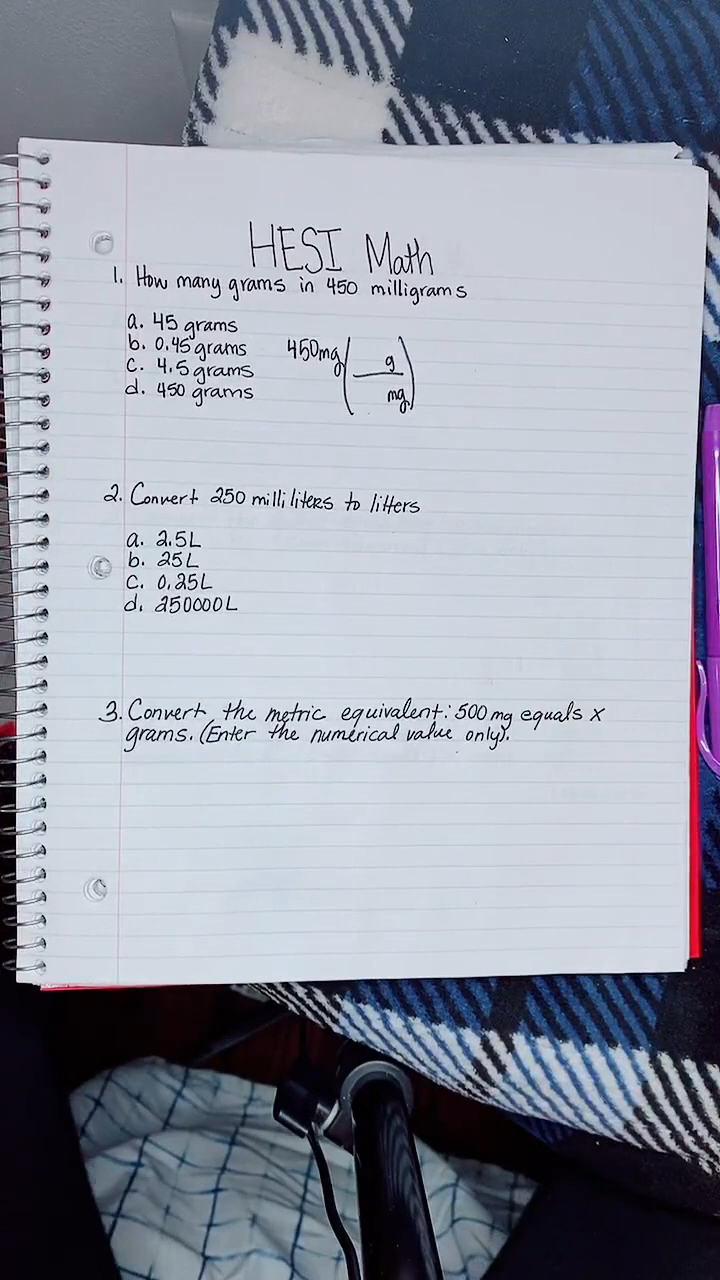 HESI Math
1. How many grams in 450 milligrams
a. 45 grams
b. 0.45 grams
c. 4.5 grams
d. 450 grams
450mg( g
mg)
2. Convert 250 milliliters to litters
a. 2.5L
b. 25L
c. 0.25L
d. 250000L
3. Convert the metric equivalent: 500 mg equals x
grams. (Enter the numerical value only).